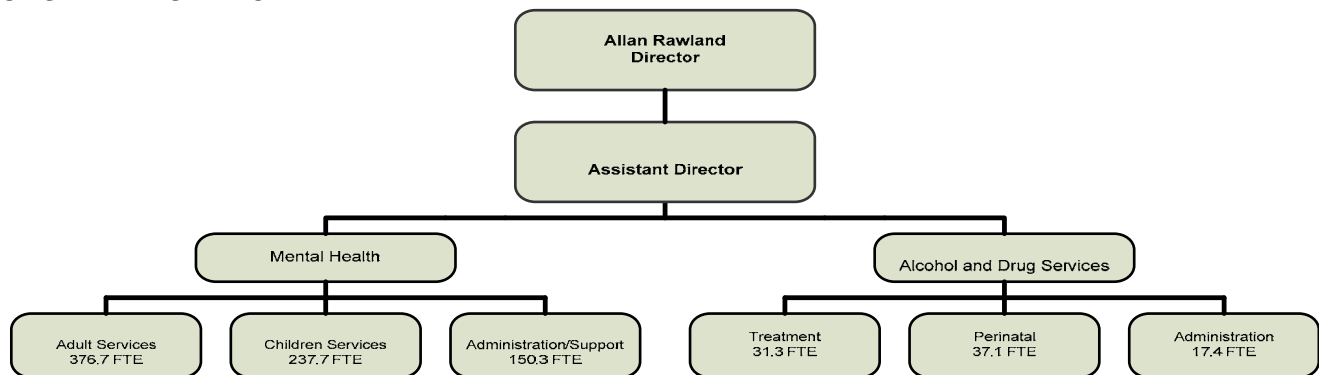 Allan Rawland
Director
Assistant Director
Mental Health
Alcohol and Drug Services
Adult Services
376.7 FTE
Children Services
237.7 FTE
Administration/Support
150.3 FTE
Treatment
31.3 FTE
Perinatal
37.1 FTE
Administration
17.4 FTE